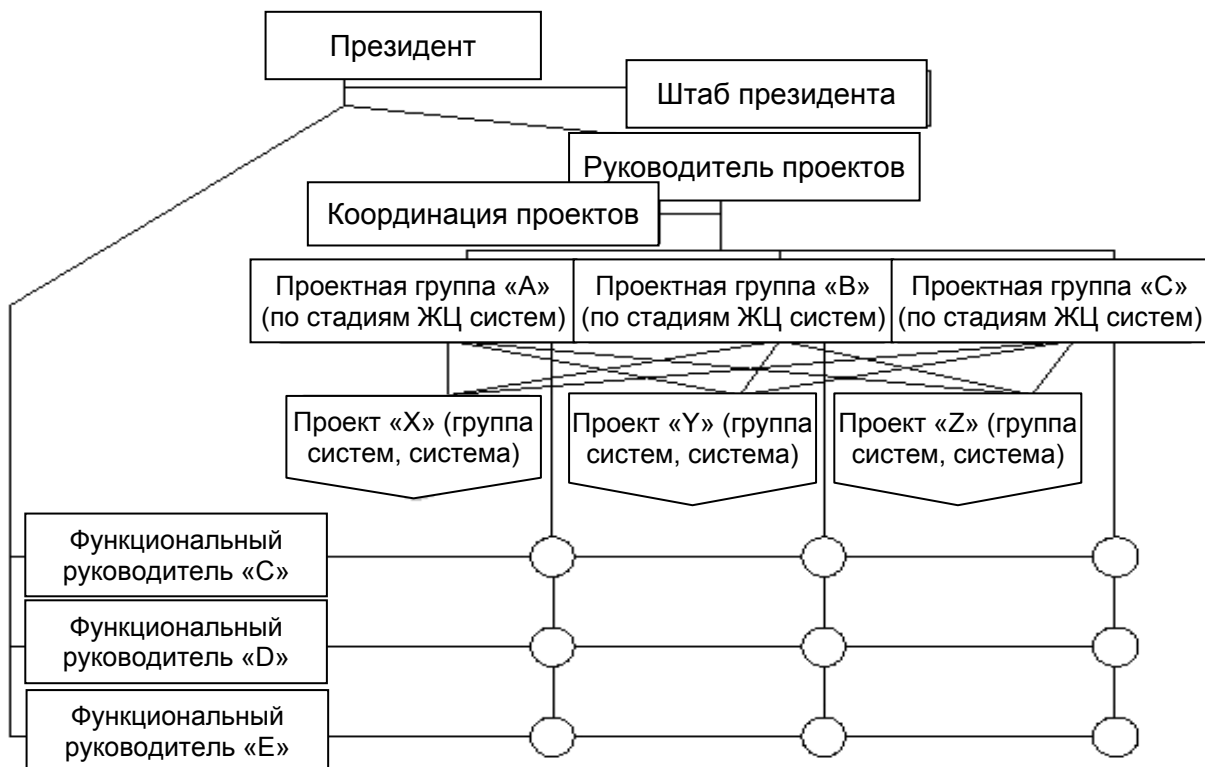 Президент
Штаб президента
Руководитель проектов
Координация проектов
Проектная группа «А»
(по стадиям ЖЦ систем)
Проектная группа «В»
(по стадиям ЖЦ систем)
Проектная группа «С»
(по стадиям ЖЦ систем)
Проект «X» (группа
систем, система)
Проект «Y» (группа
систем, система)
Проект «Z» (группа
систем, система)
Функциональный
руководитель «C»
Функциональный
руководитель «D»
Функциональный
руководитель «E»